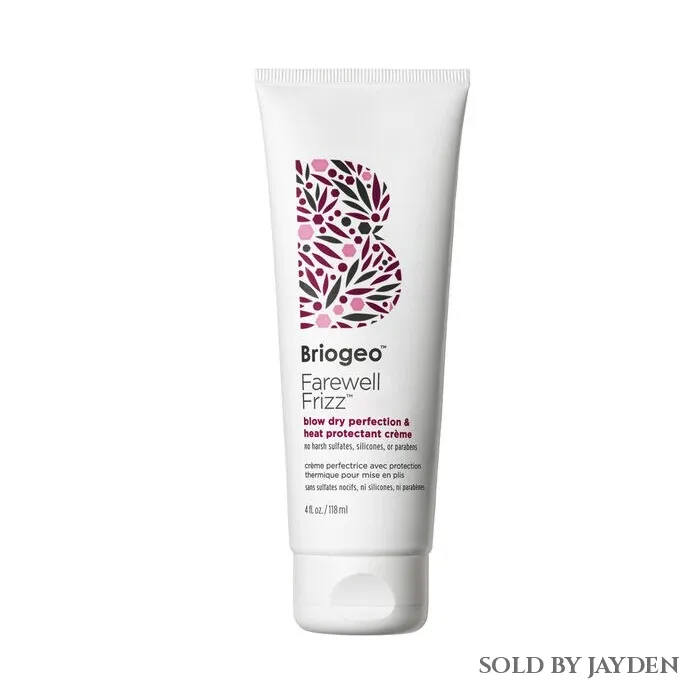 Briogeo™
Farewell
Frizz™
blow dry perfection &
heat protectant crème
no harsh sulfates, silicones, or parabens
crème perfectrice avec protection
thermique pour mise en plis
sans sulfates nocifs, ni silicones, ni parabènes
4 fl. oz. / 118 ml
SOLD BY JAYDEN